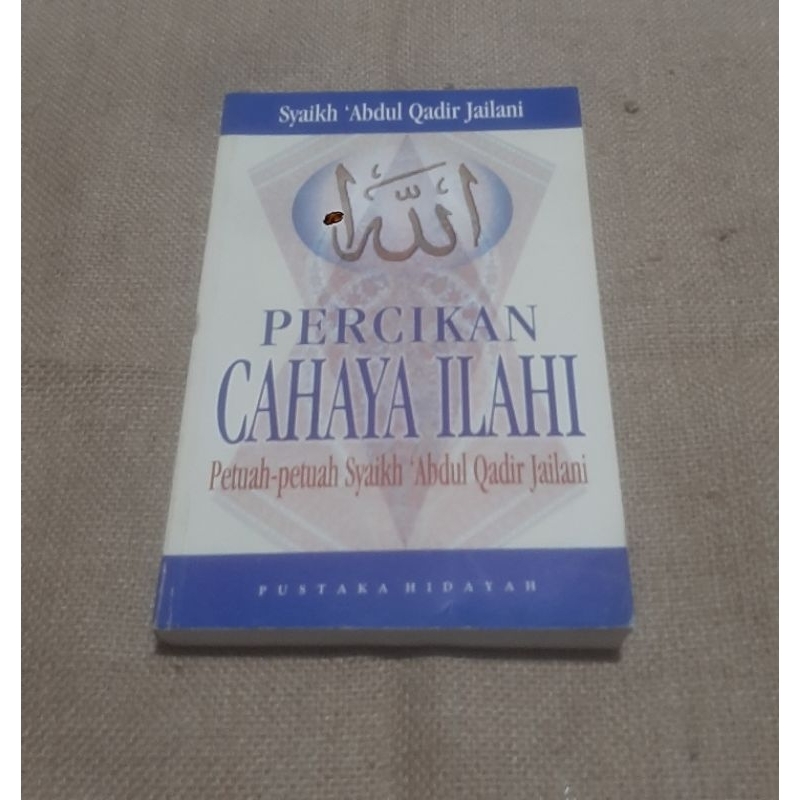 Syaikh ‘Abdul Qadir Jailani
الله
PERCIKAN
CAHAYA ILAHI
Petuah-petuah Syaikh ‘Abdul Qadir Jailani
PUSTAKA HIDAYAH